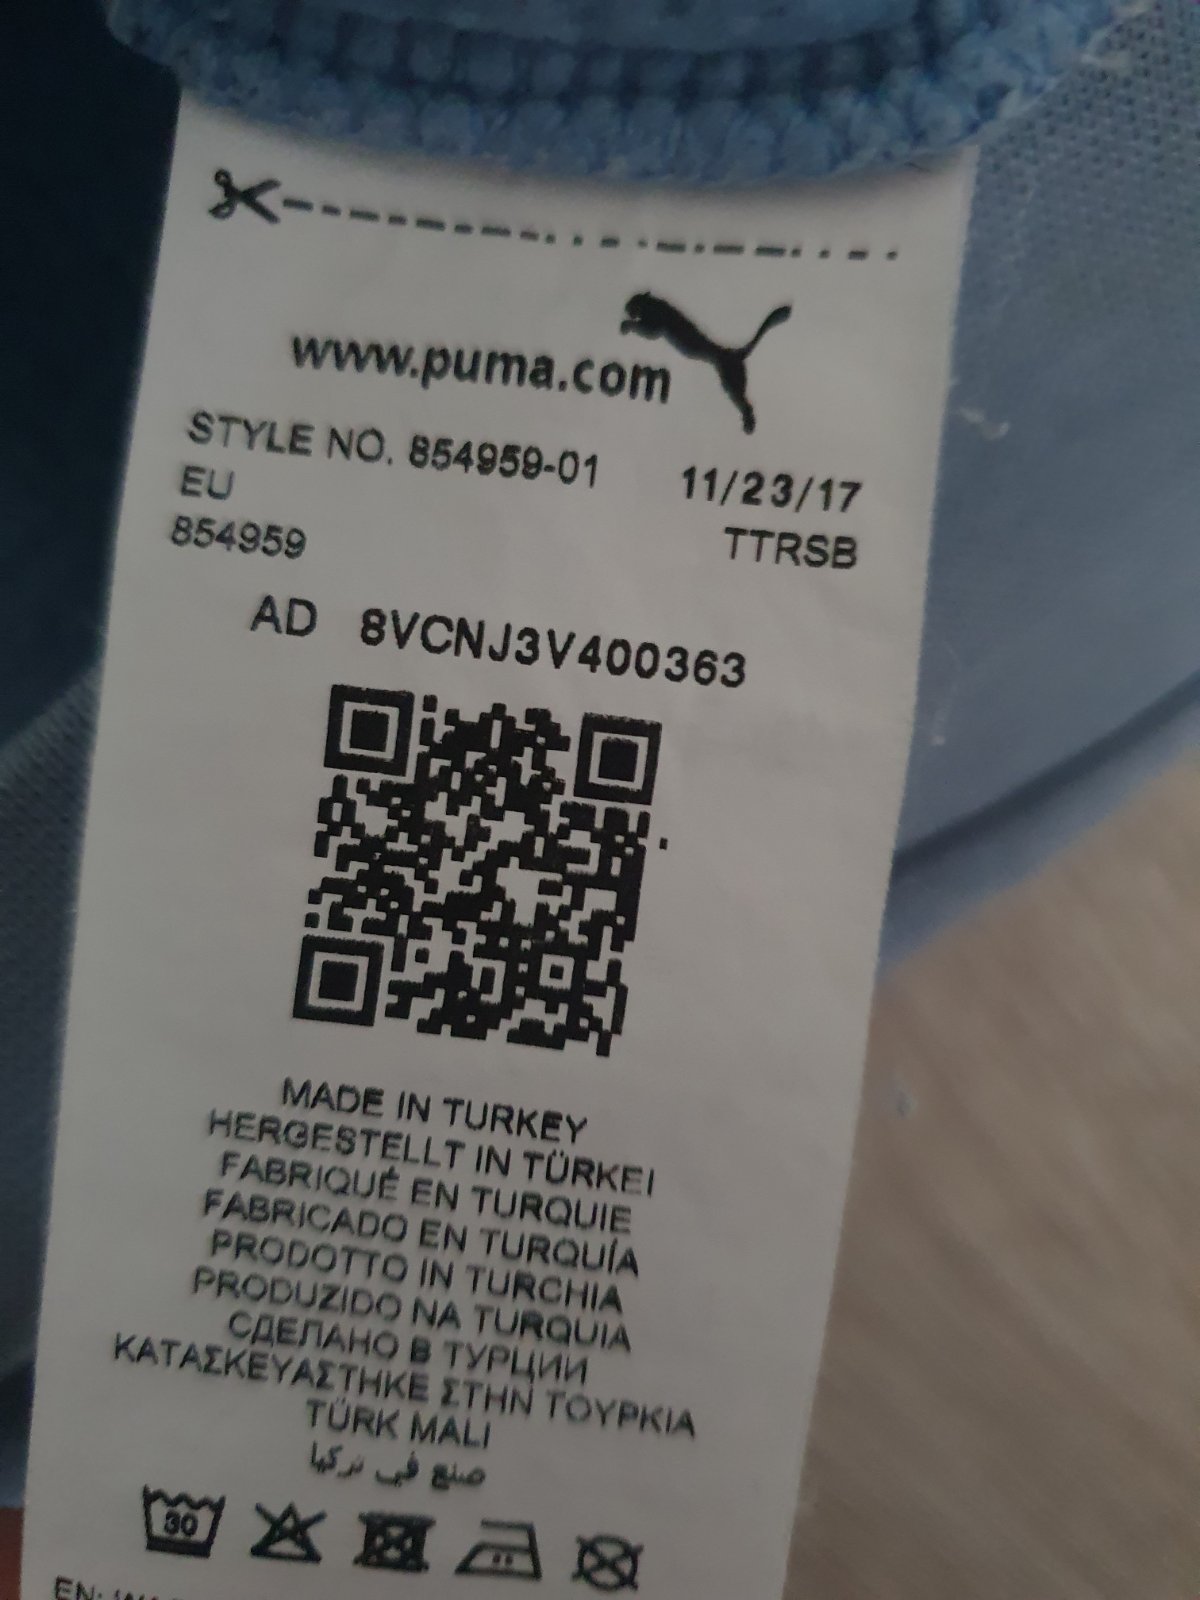 www.puma.com
STYLE NO. 854959-01 11/23/17
EU TTRSB
854959
AD 8VCNJ3V400363
MADE IN TURKEY
HERGESTELLT IN TÜRKEI
FABRIQUÉ EN TURQUIE
FABRICADO EN TURQUÍA
PRODOTTO IN TURCHIA
PRODUZIDO NA TURQUIA
СДЕЛАНО В ТУРЦИИ
ΚΑΤΑΣΚΕΥΑΣΤΗΚΕ ΣΤΗΝ ΤΟΥΡΚΙΑ
TÜRK MALI
صنع في تركيا
30
EN: